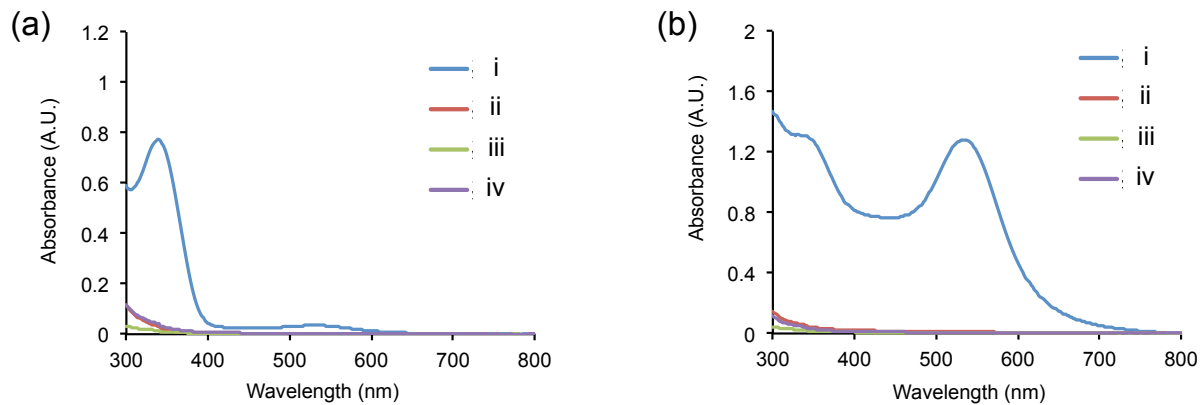 (a)
1.2
1
0.8
0.6
0.4
0.2
0
Absorbance (A.U.)
i
ii
iii
iv
300 400 500 600 700 800
Wavelength (nm)
(b)
2
1.6
1.2
0.8
0.4
0
Absorbance (A.U.)
i
ii
iii
iv
300 400 500 600 700 800
Wavelength (nm)